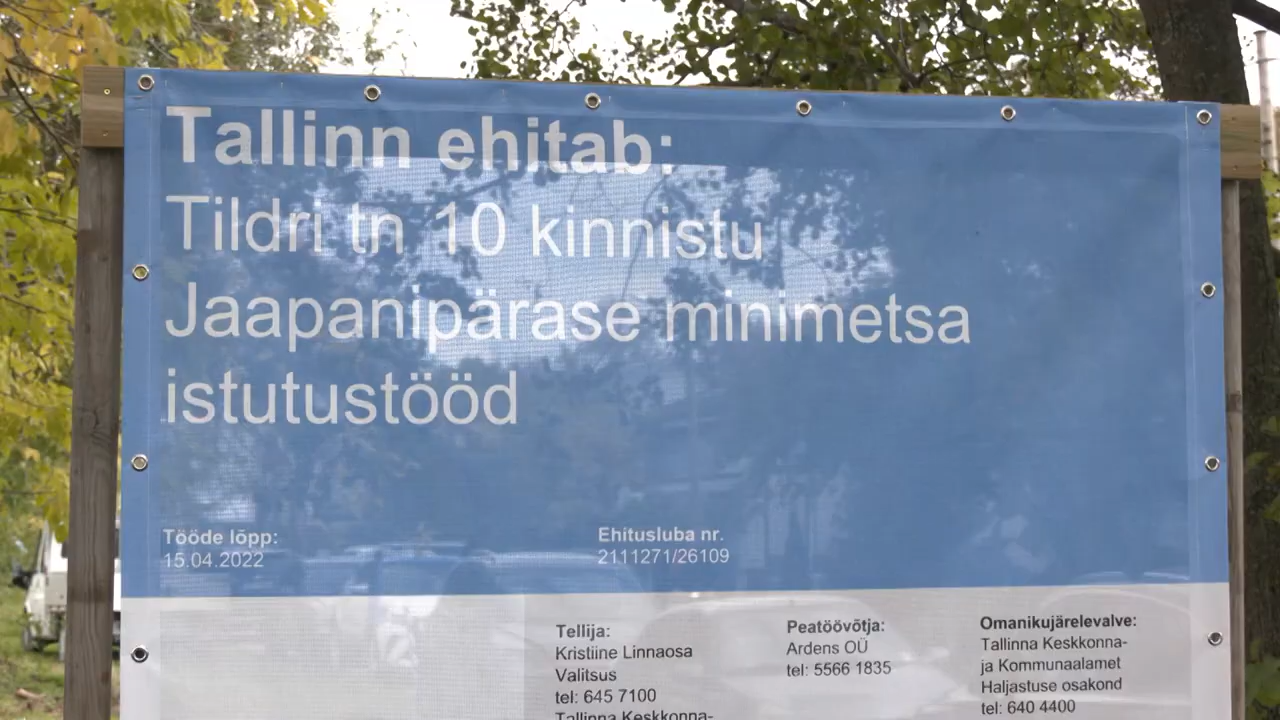 Tallinn ehitab:
Tildri tn 10 kinnistu
Jaapanipärase minimetsa
istutustööd
Tööde lõpp:
15.04.2022
Ehitusluba nr.
2111271/26109
Tellija:
Kristiine Linnaosa
Valitsus
tel: 645 7100
Tallinna Keskkonna-
Peatöövõtja:
Ardens OÜ
tel: 5566 1835
Omanikujärelevalve:
Tallinna Keskkonna-
ja Kommunaalamet
Haljastuse osakond
tel: 640 4400